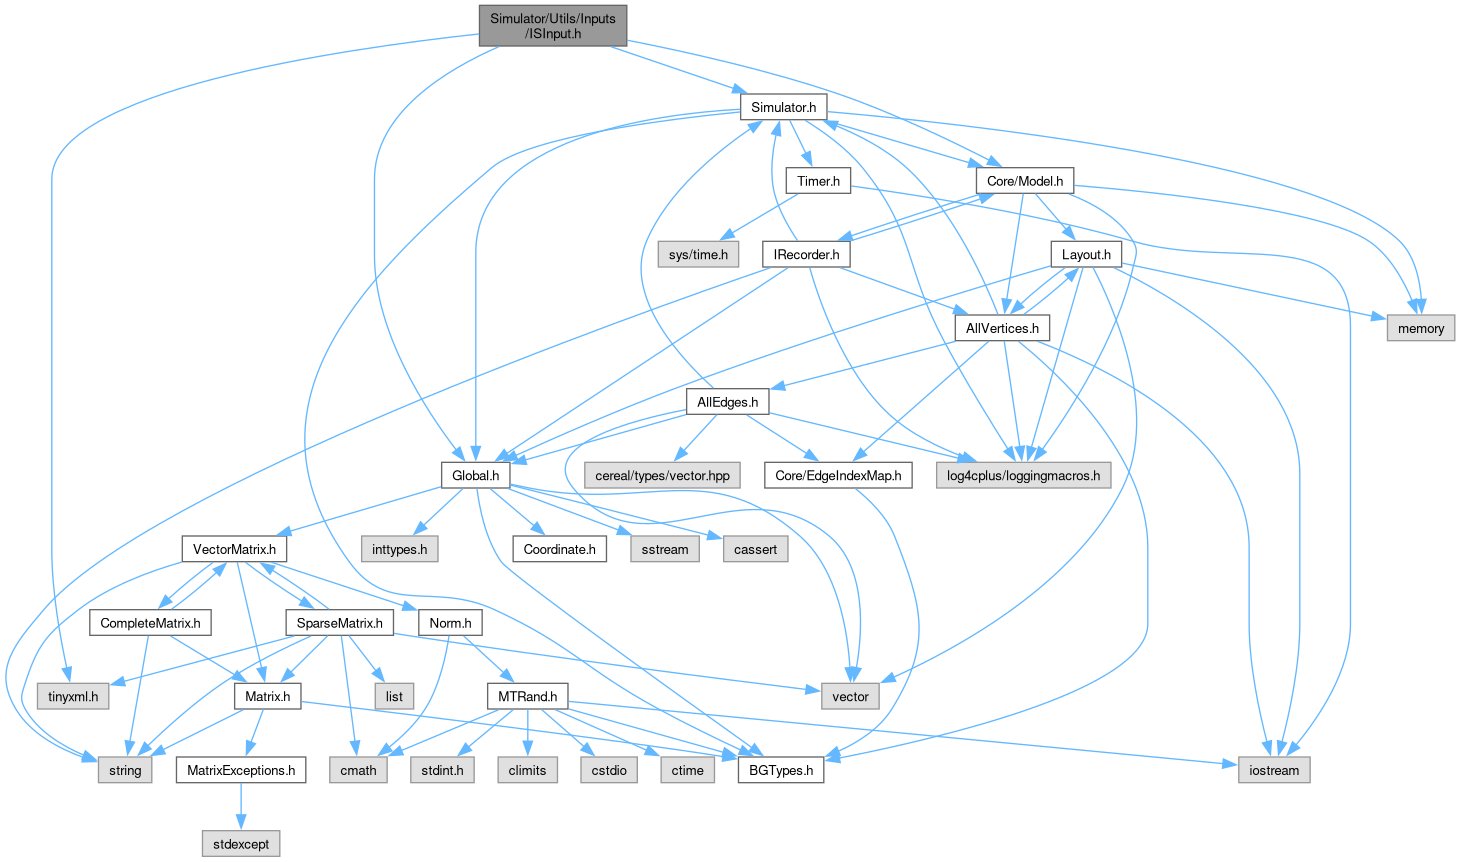 Simulator/Utils/Inputs
/ISInput.h
Simulator.h
Timer.h
Core/Model.h
sys/time.h
IRecorder.h
Layout.h
AllVertices.h
memory
AllEdges.h
Global.h
cereal/types/vector.hpp
Core/EdgeIndexMap.h
log4cplus/loggingmacros.h
VectorMatrix.h
inttypes.h
Coordinate.h
sstream
cassert
CompleteMatrix.h
SparseMatrix.h
Norm.h
tinyxml.h
Matrix.h
list
MTRand.h
vector
string
MatrixExceptions.h
cmath
stdint.h
climits
cstdio
ctime
BGTypes.h
iostream
stdexcept